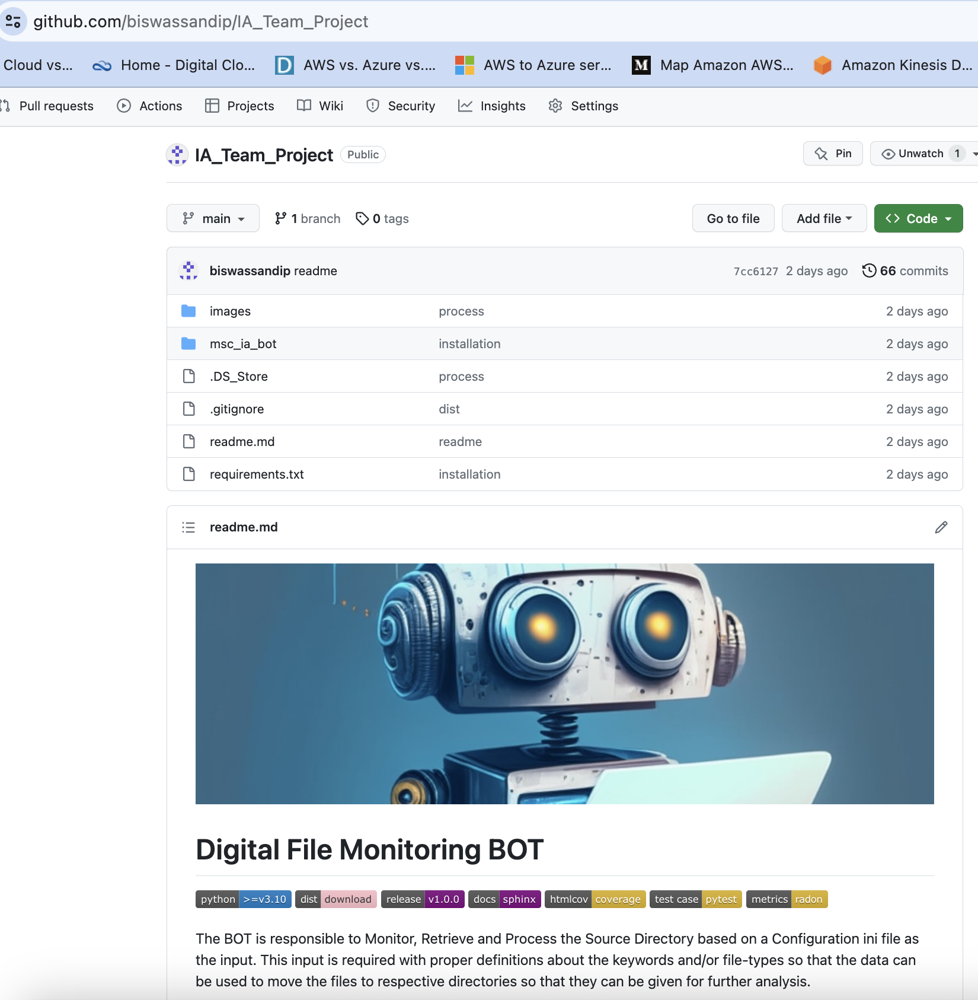 github.com/biswassandip/IA_Team_Project
Cloud vs... Home - Digital Clo... AWS vs. Azure vs.... AWS to Azure ser... M Map Amazon AWS... Amazon Kinesis D...
Pull requests Actions Projects Wiki Security Insights Settings
IA_Team_Project Public Pin Unwatch 1
main 1 branch 0 tags Go to file Add file <> Code
biswassandip readme 7cc6127 2 days ago 66 commits
images process 2 days ago
msc_ia_bot installation 2 days ago
.DS_Store process 2 days ago
.gitignore dist 2 days ago
readme.md readme 2 days ago
requirements.txt installation 2 days ago
readme.md
Digital File Monitoring BOT
python >=v3.10 dist download release v1.0.0 docs sphinx htmlcov coverage test case pytest metrics radon
The BOT is responsible to Monitor, Retrieve and Process the Source Directory based on a Configuration ini file as
the input. This input is required with proper definitions about the keywords and/or file-types so that the data can
be used to move the files to respective directories so that they can be given for further analysis.